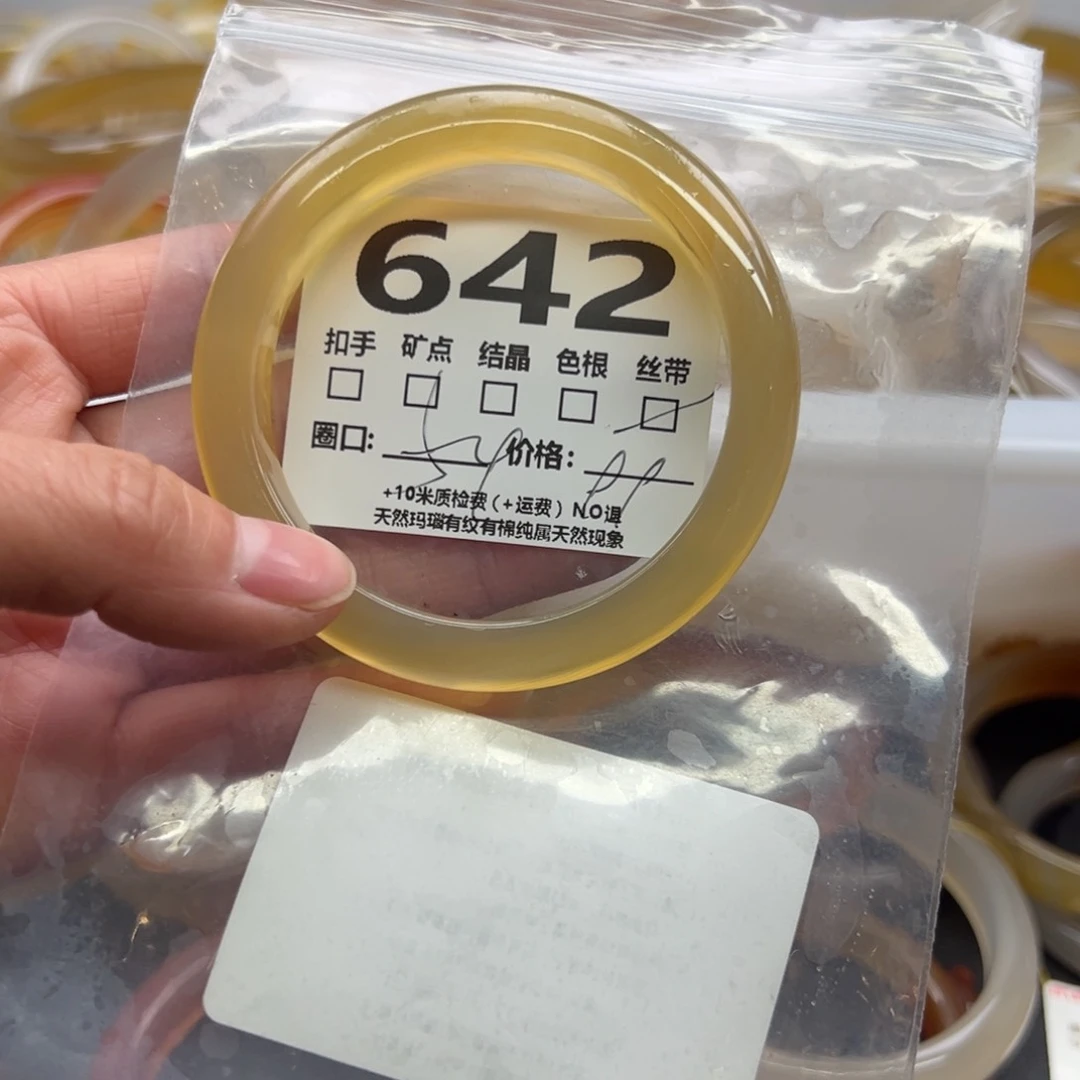 642
扣手 矿点 结晶 色根 丝带
圈口: 价格:
+10米质检费(+运费) NO退
天然玛瑙有纹有棉纯属天然现象